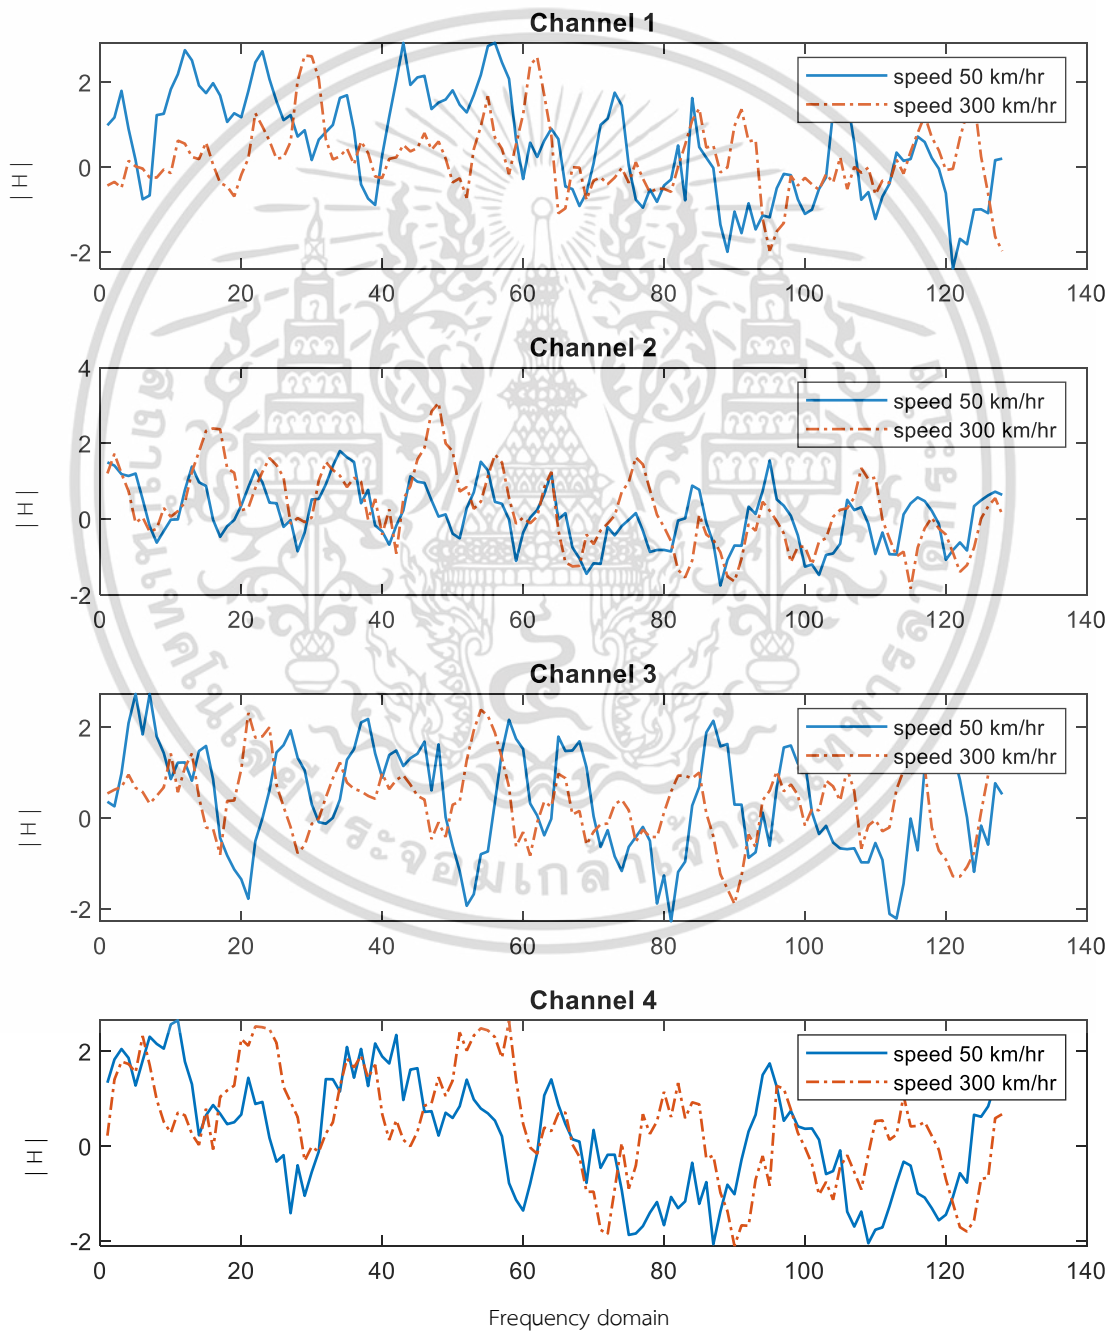 Channel 1
speed 50 km/hr
speed 300 km/hr
2
0
-2
|H|
0 20 40 60 80 100 120 140
Channel 2
speed 50 km/hr
speed 300 km/hr
4
2
0
-2
|H|
0 20 40 60 80 100 120 140
Channel 3
speed 50 km/hr
speed 300 km/hr
2
0
-2
|H|
0 20 40 60 80 100 120 140
Channel 4
speed 50 km/hr
speed 300 km/hr
2
0
-2
|H|
0 20 40 60 80 100 120 140
Frequency domain